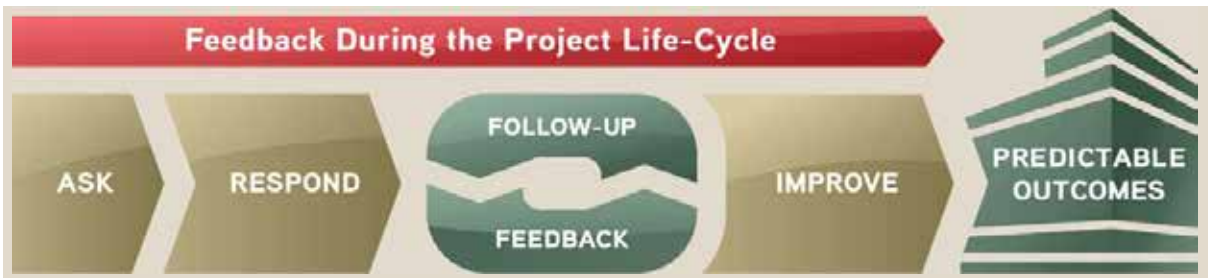 Feedback During the Project Life-Cycle
ASK
RESPOND
FOLLOW-UP
FEEDBACK
IMPROVE
PREDICTABLE
OUTCOMES